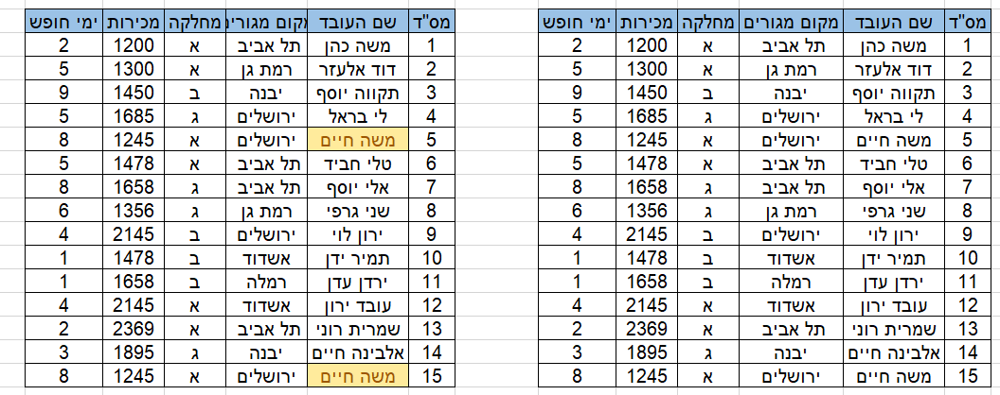 מס"ד שם העובד מקום מגורים מחלקה מכירות ימי חופש
1 משה כהן תל אביב א 1200 2
2 דוד אלעזר רמת גן א 1300 5
3 תקווה יוסף יבנה ב 1450 9
4 לי בראל ירושלים ג 1685 5
5 משה חיים ירושלים א 1245 8
6 טלי חביד תל אביב א 1478 5
7 אלי יוסף תל אביב ג 1658 8
8 שני גרפי רמת גן ג 1356 6
9 ירון לוי ירושלים ב 2145 4
10 תמיר ידן אשדוד ב 1478 1
11 ירדן עדן רמלה ב 1658 1
12 עובד ירון אשדוד א 2145 4
13 שמרית רוני תל אביב א 2369 2
14 אלבינה חיים יבנה ג 1895 3
15 משה חיים ירושלים א 1245 8
מס"ד שם העובד מקום מגורים מחלקה מכירות ימי חופש
1 משה כהן תל אביב א 1200 2
2 דוד אלעזר רמת גן א 1300 5
3 תקווה יוסף יבנה ב 1450 9
4 לי בראל ירושלים ג 1685 5
5 משה חיים ירושלים א 1245 8
6 טלי חביד תל אביב א 1478 5
7 אלי יוסף תל אביב ג 1658 8
8 שני גרפי רמת גן ג 1356 6
9 ירון לוי ירושלים ב 2145 4
10 תמיר ידן אשדוד ב 1478 1
11 ירדן עדן רמלה ב 1658 1
12 עובד ירון אשדוד א 2145 4
13 שמרית רוני תל אביב א 2369 2
14 אלבינה חיים יבנה ג 1895 3
15 משה חיים ירושלים א 1245 8